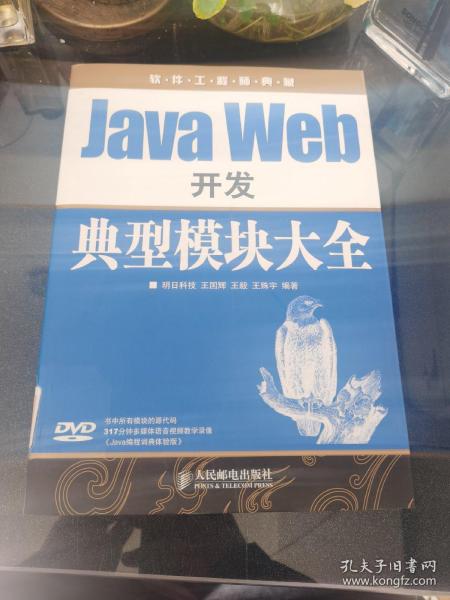 软·件·工·程·师·典·藏
Java Web
开发
典型模块大全
■ 明日科技 王国辉 王毅 王殊宇 编著
DVD
书中所有模块的源代码
317分钟多媒体语音视频教学录像
《Java编程词典体验版》
人民邮电出版社
POSTS & TELECOM PRESS
孔夫子旧书网
www.kongfz.com